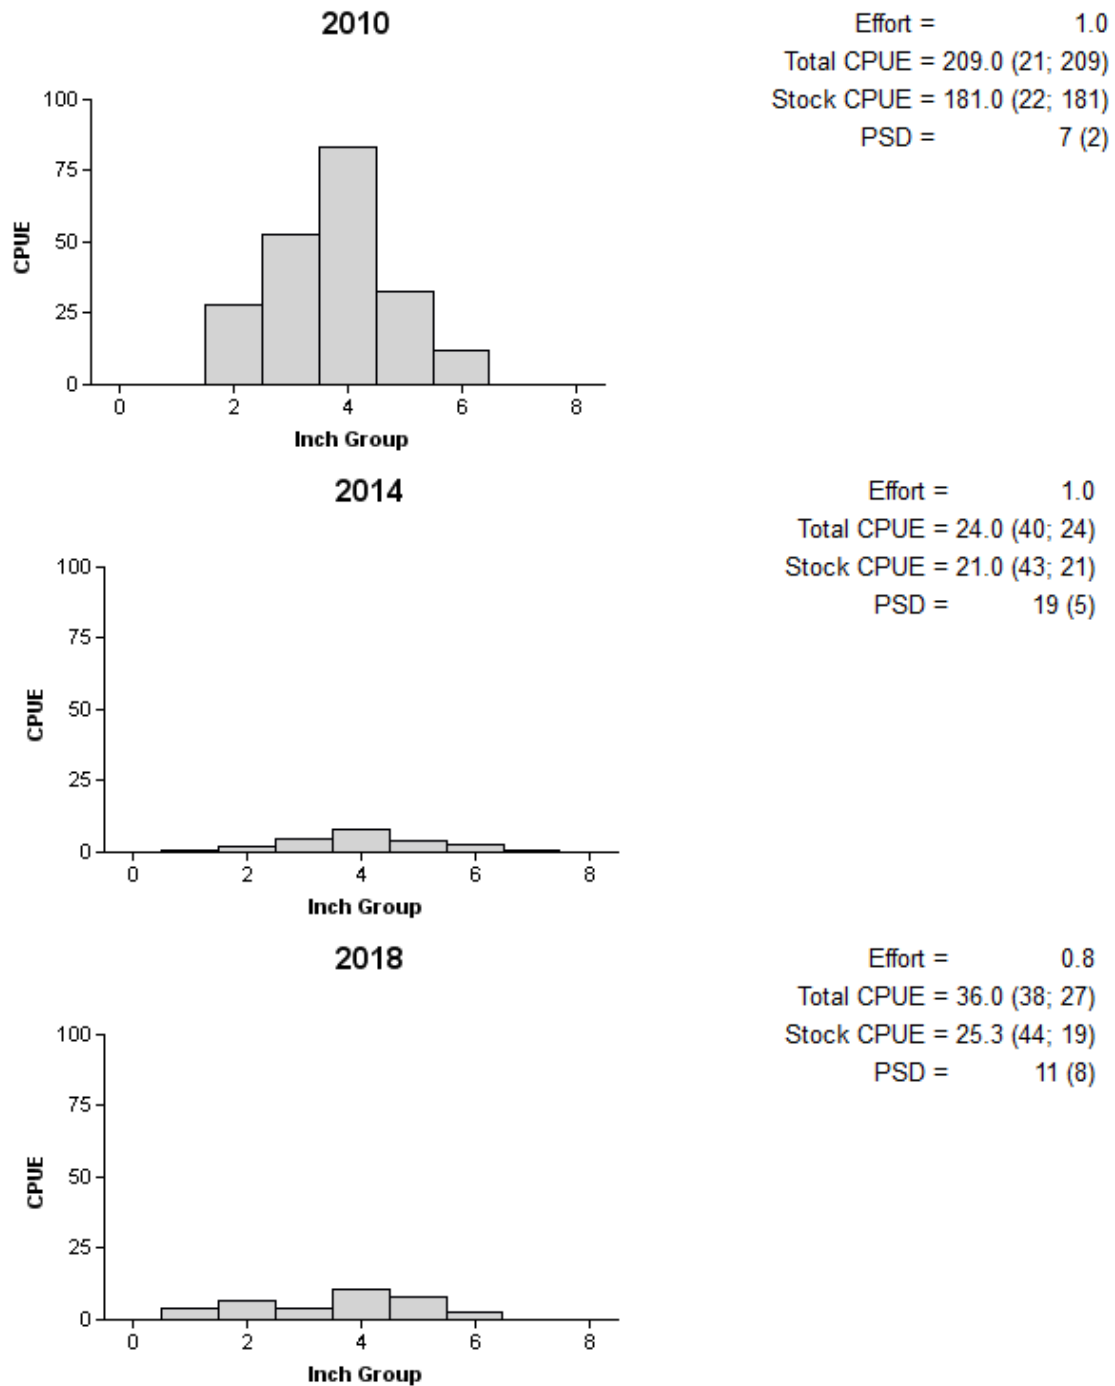 2010
Effort = 1.0
Total CPUE = 209.0 (21; 209)
Stock CPUE = 181.0 (22; 181)
PSD = 7 (2)
100
75
50
25
0
CPUE
0 2 4 6 8
Inch Group
2014
Effort = 1.0
Total CPUE = 24.0 (40; 24)
Stock CPUE = 21.0 (43; 21)
PSD = 19 (5)
100
75
50
25
0
CPUE
0 2 4 6 8
Inch Group
2018
Effort = 0.8
Total CPUE = 36.0 (38; 27)
Stock CPUE = 25.3 (44; 19)
PSD = 11 (8)
100
75
50
25
0
CPUE
0 2 4 6 8
Inch Group